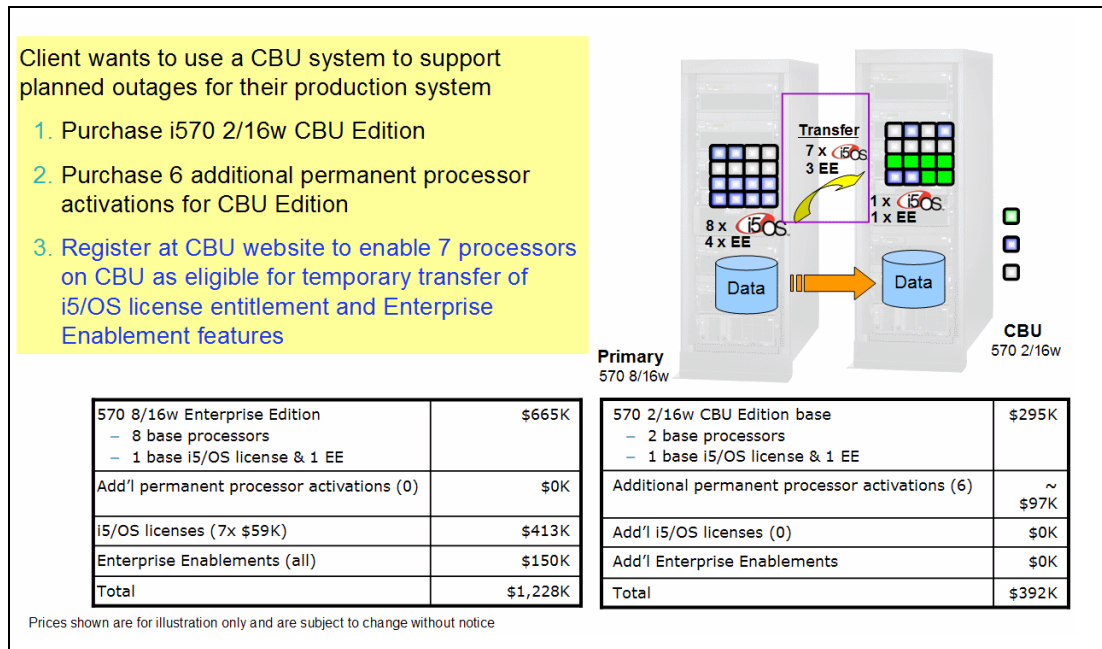 Client wants to use a CBU system to support
planned outages for their production system
1. Purchase i570 2/16w CBU Edition
2. Purchase 6 additional permanent processor
activations for CBU Edition
3. Register at CBU website to enable 7 processors
on CBU as eligible for temporary transfer of
i5/OS license entitlement and Enterprise
Enablement features
Transfer
7 x i5/OS
3 EE
8 x i5/OS
4 x EE
1 x i5/OS
1 x EE
Data
Data
Primary
570 8/16w
CBU
570 2/16w
570 8/16w Enterprise Edition $665K
– 8 base processors
– 1 base i5/OS license & 1 EE
Add'l permanent processor activations (0) $0K
i5/OS licenses (7x $59K) $413K
Enterprise Enablements (all) $150K
Total $1,228K
570 2/16w CBU Edition base $295K
– 2 base processors
– 1 base i5/OS license & 1 EE
Additional permanent processor activations (6) ~
$97K
Add'l i5/OS licenses (0) $0K
Add'l Enterprise Enablements $0K
Total $392K
Prices shown are for illustration only and are subject to change without notice